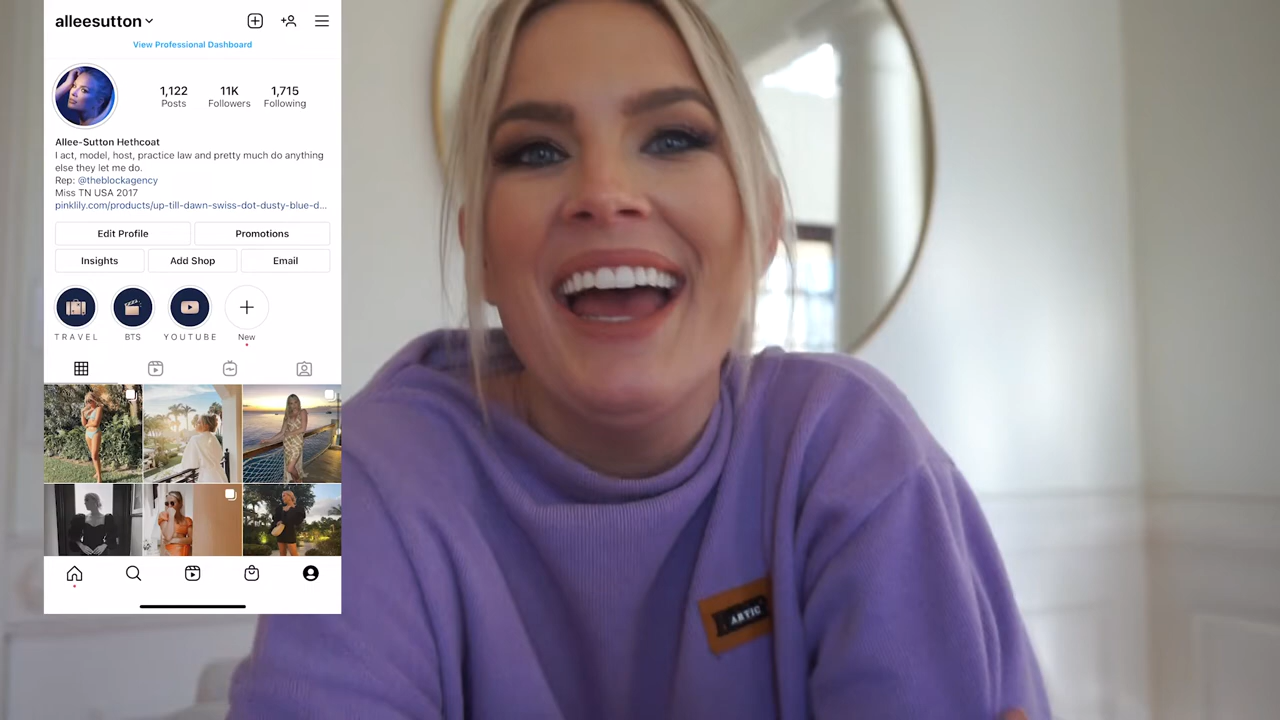 alleesutton
View Professional Dashboard
1,122 11K 1,715
Posts Followers Following
Allee-Sutton Hethcoat
I act, model, host, practice law and pretty much do anything
else they let me do.
Rep: @theblockagency
Miss TN USA 2017
pinklily.com/products/up-till-dawn-swiss-dot-dusty-blue-d...
Edit Profile Promotions
Insights Add Shop Email
TRAVEL BTS YOUTUBE New
ARTIC